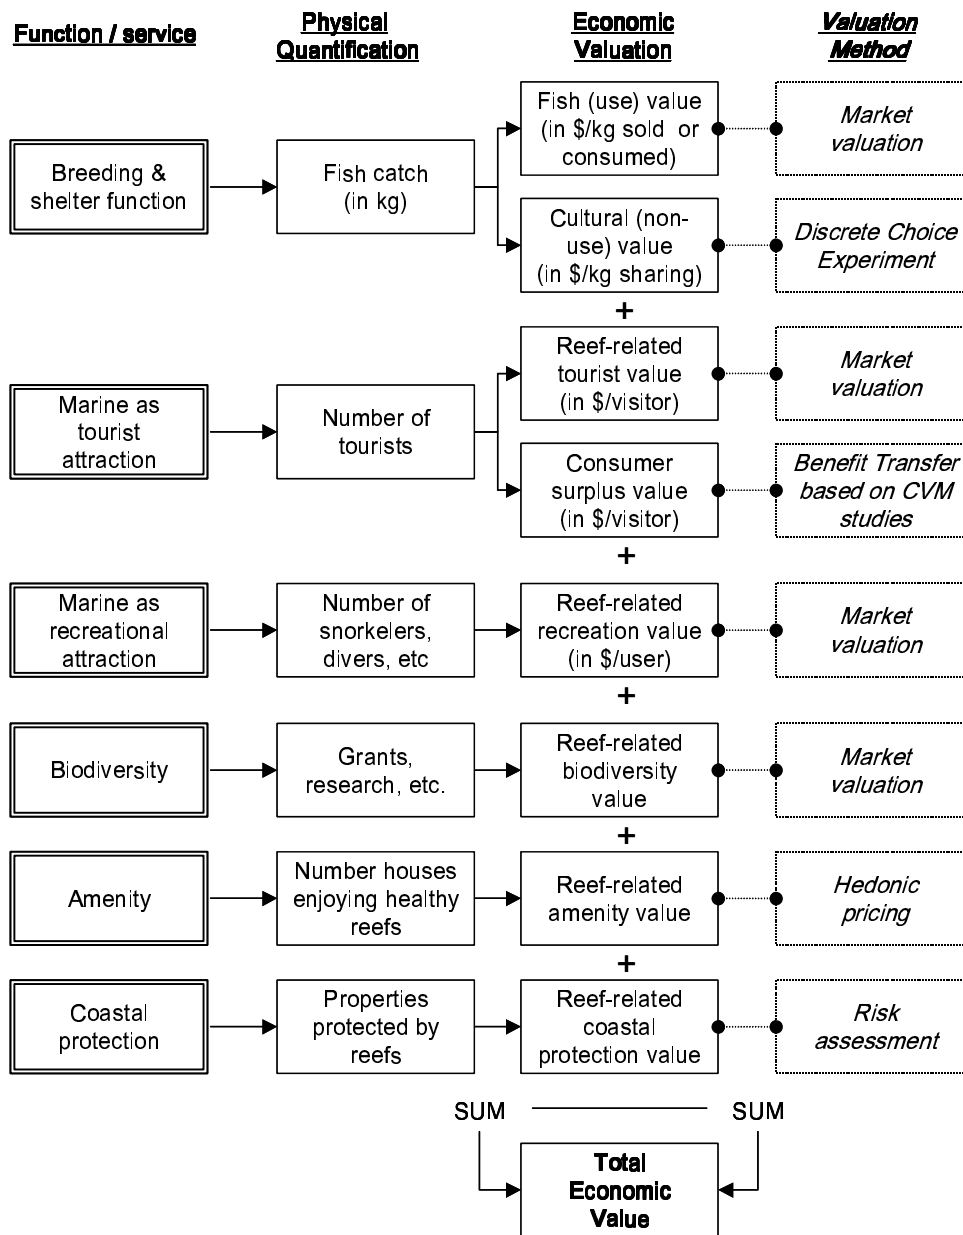 Function / service
Physical
Quantification
Economic
Valuation
Valuation
Method
Breeding &
shelter function
Fish catch
(in kg)
Fish (use) value
(in $/kg sold or
consumed)
Market
valuation
Cultural (non-
use) value
(in $/kg sharing)
Discrete Choice
Experiment
+
Marine as
tourist
attraction
Number of
tourists
Reef-related
tourist value
(in $/visitor)
Market
valuation
Consumer
surplus value
(in $/visitor)
Benefit Transfer
based on CVM
studies
+
Marine as
recreational
attraction
Number of
snorkelers,
divers, etc
Reef-related
recreation value
(in $/user)
Market
valuation
+
Biodiversity
Grants,
research, etc.
Reef-related
biodiversity
value
Market
valuation
+
Amenity
Number houses
enjoying healthy
reefs
Reef-related
amenity value
Hedonic
pricing
+
Coastal
protection
Properties
protected by
reefs
Reef-related
coastal
protection value
Risk
assessment
SUM
SUM
Total
Economic
Value